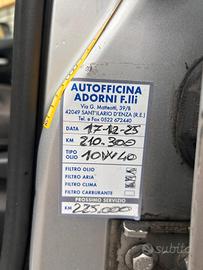 AUTOFFICINA
ADORNI F.lli
Via G. Matteotti, 39/B
42049 SANT'ILARIO D'ENZA (R.E.)
Tel. e Fax 0522 672440
DATA 17-12-25
KM 210.300
TIPO OLIO 10W40
FILTRO OLIO
FILTRO ARIA
FILTRO CLIMA
FILTRO CARBURANTE
PROSSIMO SERVIZIO
KM 225.000
subito